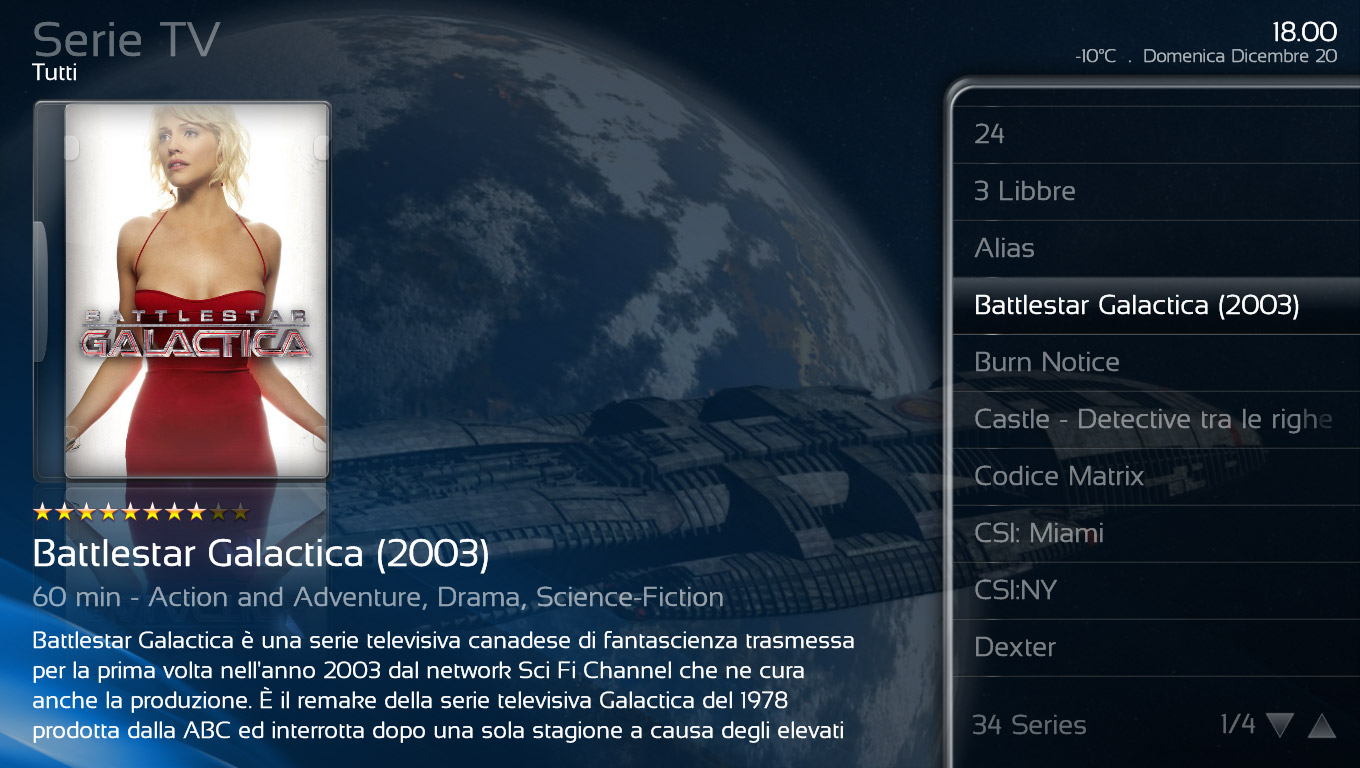 Serie TV
Tutti
18.00
-10°C . Domenica Dicembre 20
BATTLESTAR
GALACTICA
Battlestar Galactica (2003)
60 min - Action and Adventure, Drama, Science-Fiction
Battlestar Galactica è una serie televisiva canadese di fantascienza trasmessa
per la prima volta nell'anno 2003 dal network Sci Fi Channel che ne cura
anche la produzione. È il remake della serie televisiva Galactica del 1978
prodotta dalla ABC ed interrotta dopo una sola stagione a causa degli elevati
24
3 Libbre
Alias
Battlestar Galactica (2003)
Burn Notice
Castle - Detective tra le righe
Codice Matrix
CSI: Miami
CSI:NY
Dexter
34 Series
1/4